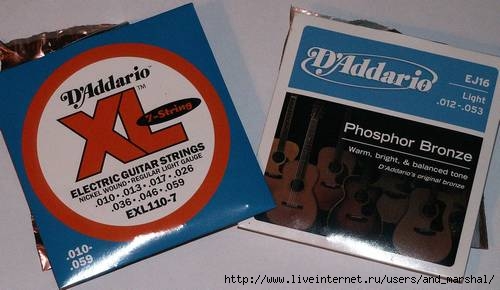 D'Addario
XL™
7-String
ELECTRIC GUITAR STRINGS
NICKEL WOUND • REGULAR LIGHT GAUGE
.010 • .013 • .017 • .026
.036 • .046 • .059
EXL110-7
.010-
.059
D'Addario
EJ16
Light
.012-.053
Phosphor Bronze
Warm, bright, & balanced tone
D'Addario's original bronze
http://www.liveinternet.ru/users/and_marshal/